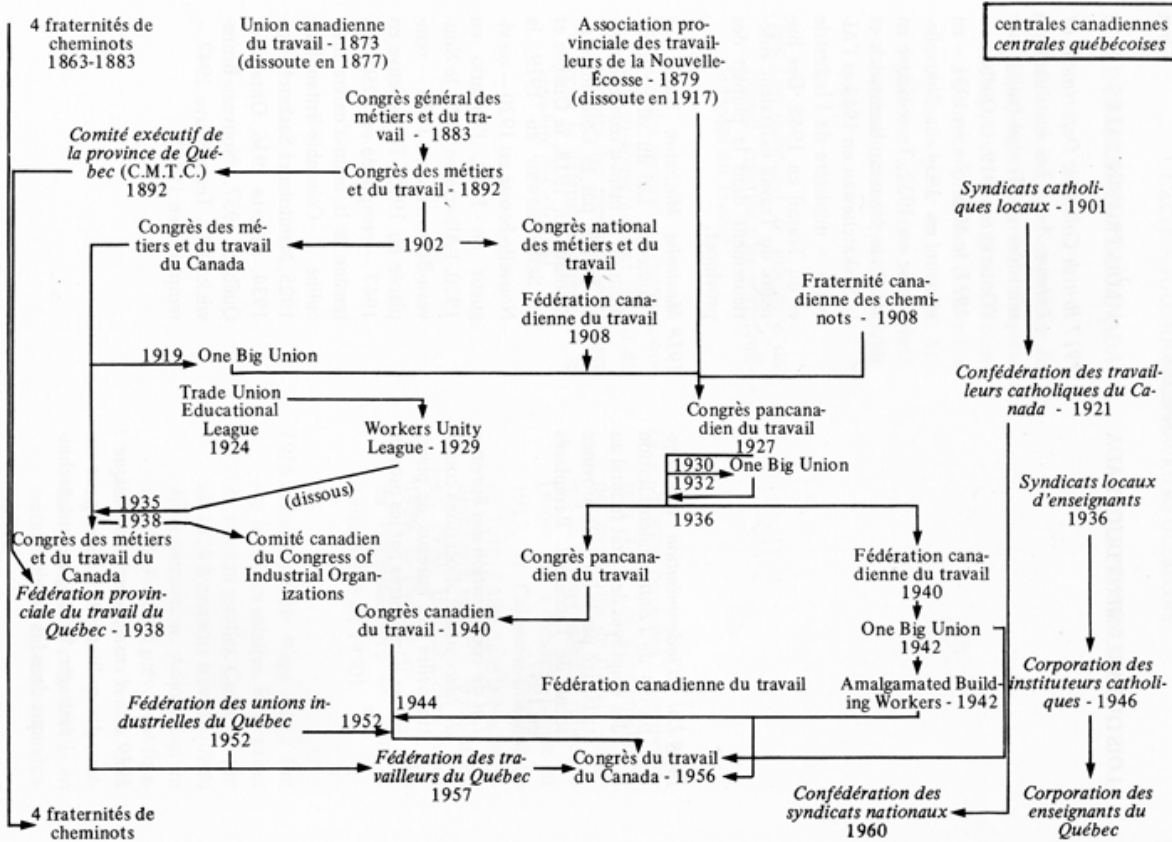 4 fraternités de
cheminots
1863-1883
Union canadienne
du travail - 1873
(dissoute en 1877)
Association pro-
vinciale des travail-
leurs de la Nouvelle-
Écosse - 1879
(dissoute en 1917)
centrales canadiennes
centrales québécoises
Congrès général des
métiers et du tra-
vail - 1883
Comité exécutif de
la province de Qué-
bec (C.M.T.C.)
1892
Congrès des métiers
et du travail - 1892
Syndicats catholi-
ques locaux - 1901
Congrès des mé-
tiers et du travail
du Canada
1902
Congrès national
des métiers et du
travail
Fédération cana-
dienne du travail
1908
Fraternité cana-
dienne des chemi-
nots - 1908
1919
One Big Union
Confédération des travail-
leurs catholiques du Ca-
nada - 1921
Trade Union
Educational
League
1924
Workers Unity
League - 1929
Congrès pancana-
dien du travail
1927
1930
One Big Union
1932
1936
Syndicats locaux
d'enseignants
1936
(dissous)
1935
1938
Congrès des métiers
et du travail du
Canada
Comité canadien
du Congress of
Industrial Organ-
izations
Congrès pancana-
dien du travail
Fédération cana-
dienne du travail
1940
Fédération provin-
ciale du travail du
Québec - 1938
Congrès canadien
du travail - 1940
One Big Union
1942
Fédération canadienne du travail
Amalgamated Build-
ing Workers - 1942
Corporation des
instituteurs catholi-
ques - 1946
1944
Fédération des unions in-
dustrielles du Québec
1952
1952
Fédération des tra-
vailleurs du Québec
1957
Congrès du travail
du Canada - 1956
Confédération des
syndicats nationaux
1960
Corporation des
enseignants du
Québec
4 fraternités de
cheminots